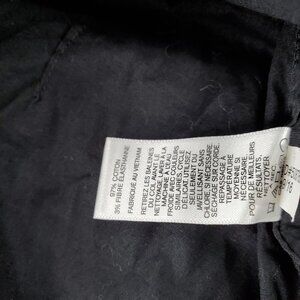 97% COTON
3% FIBRE ÉLASTHANNE
FABRIQUÉ AU VIETNAM
RETIREZ LES BALEINES
DU COL AVANT LE
NETTOYAGE LAVER À LA
MACHINE À L'EAU
FROIDE AVEC COULEURS
SIMILAIRES, CYCLE
DÉLICAT
SEULEMENT DU
JAVELLISANT SANS
CHLORE, SI NÉCESSAIRE
SÉCHAGE SUR CORDE.
REPASSAGE À
TEMPÉRATURE
MOYENNE SI
NÉCESSAIRE
POUR DE MEILLEURS
RÉSULTATS,
NETTOYER